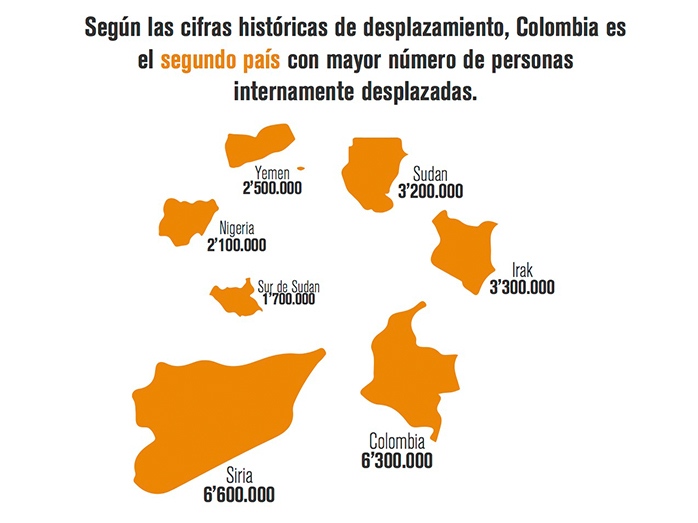 Según las cifras históricas de desplazamiento, Colombia es
el segundo país con mayor número de personas
internamente desplazadas.
Yemen
2'500.000
Sudan
3'200.000
Nigeria
2'100.000
Irak
3'300.000
Sur de Sudan
1'700.000
Colombia
6'300.000
Siria
6'600.000